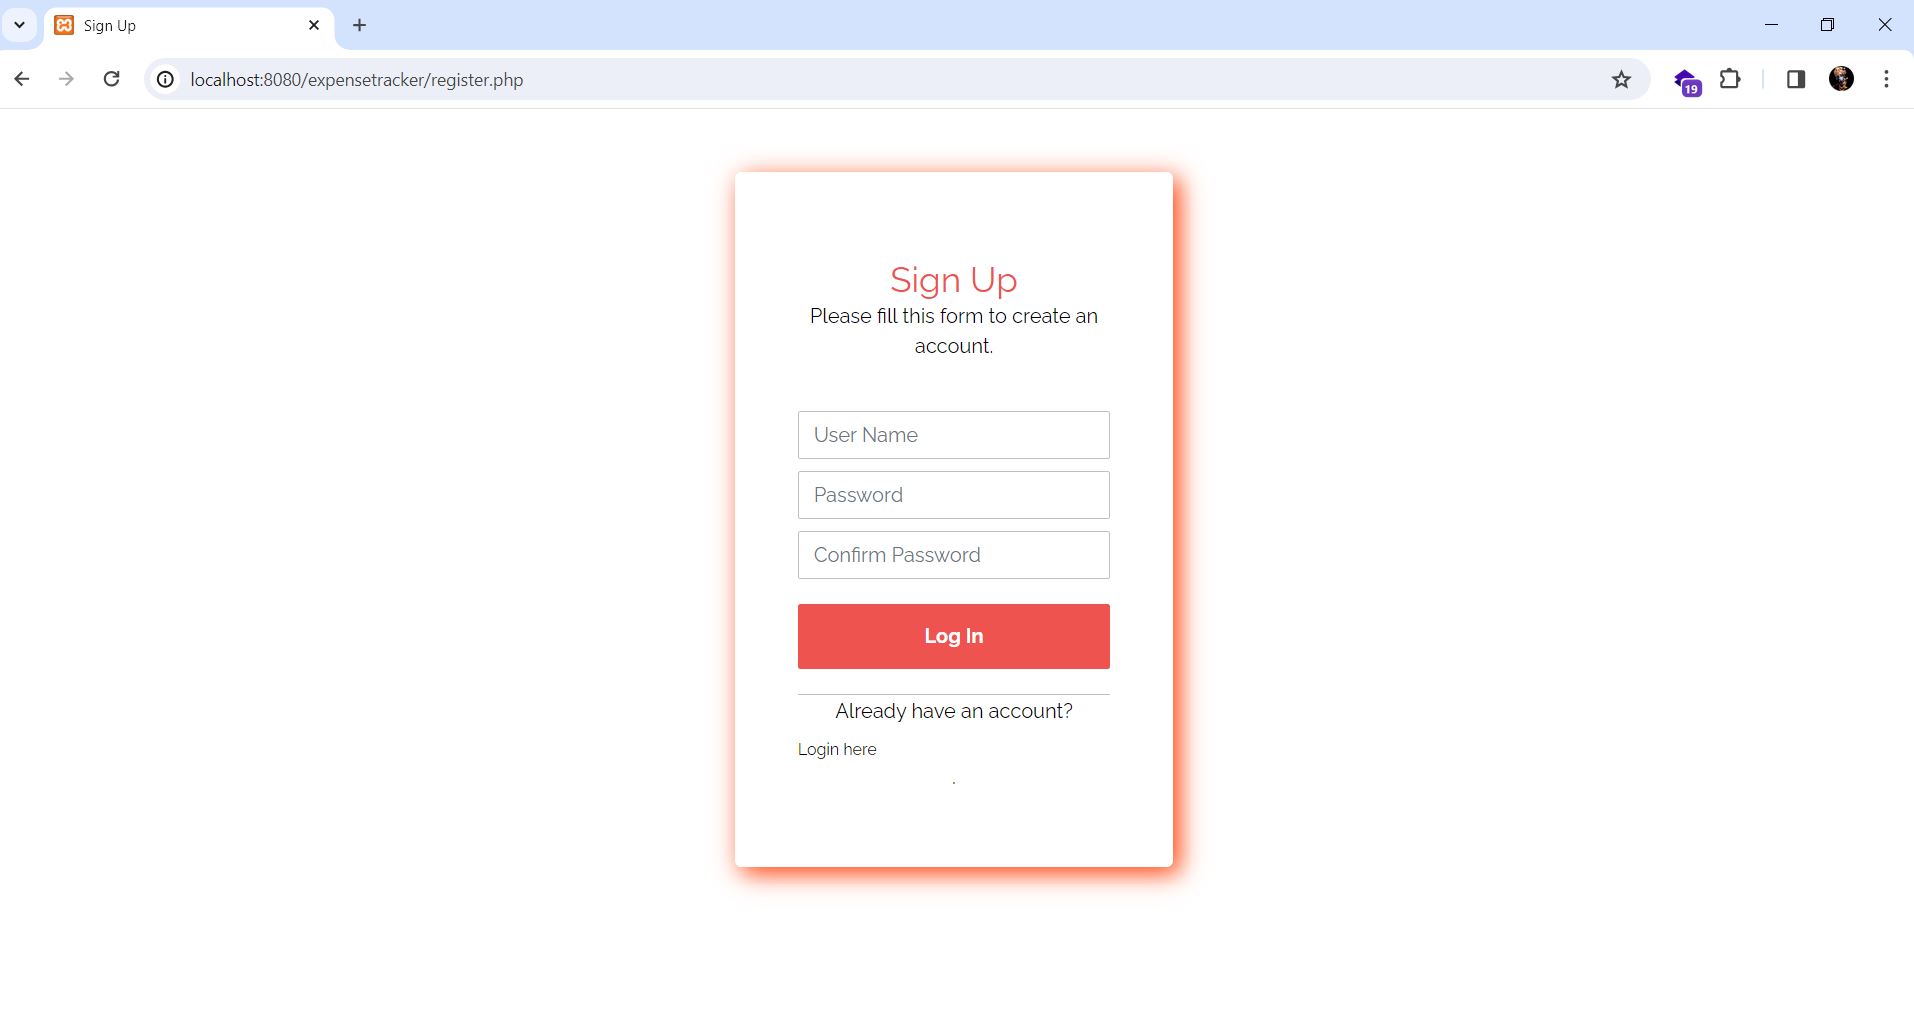 Sign Up
localhost:8080/expensetracker/register.php
19
Sign Up
Please fill this form to create an
account.
User Name
Password
Confirm Password
Log In
Already have an account?
Login here
.